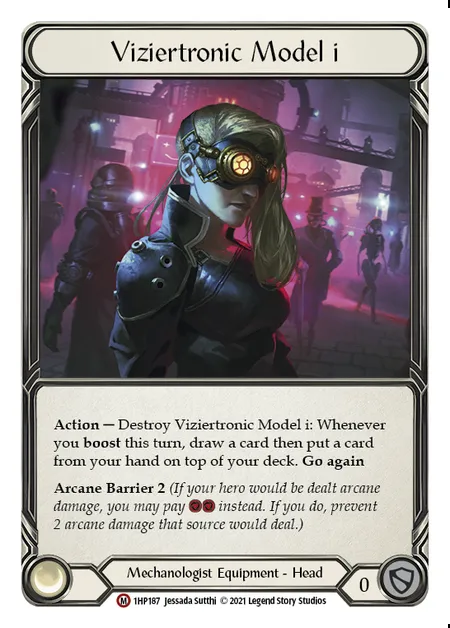 Viziertronic Model i
Action — Destroy Viziertronic Model i: Whenever
you boost this turn, draw a card then put a card
from your hand on top of your deck. Go again
Arcane Barrier 2 (If your hero would be dealt arcane
damage, you may pay instead. If you do, prevent
2 arcane damage that source would deal.)
Mechanologist Equipment - Head
0
M 1HP187 Jessada Sutthi © 2021 Legend Story Studios